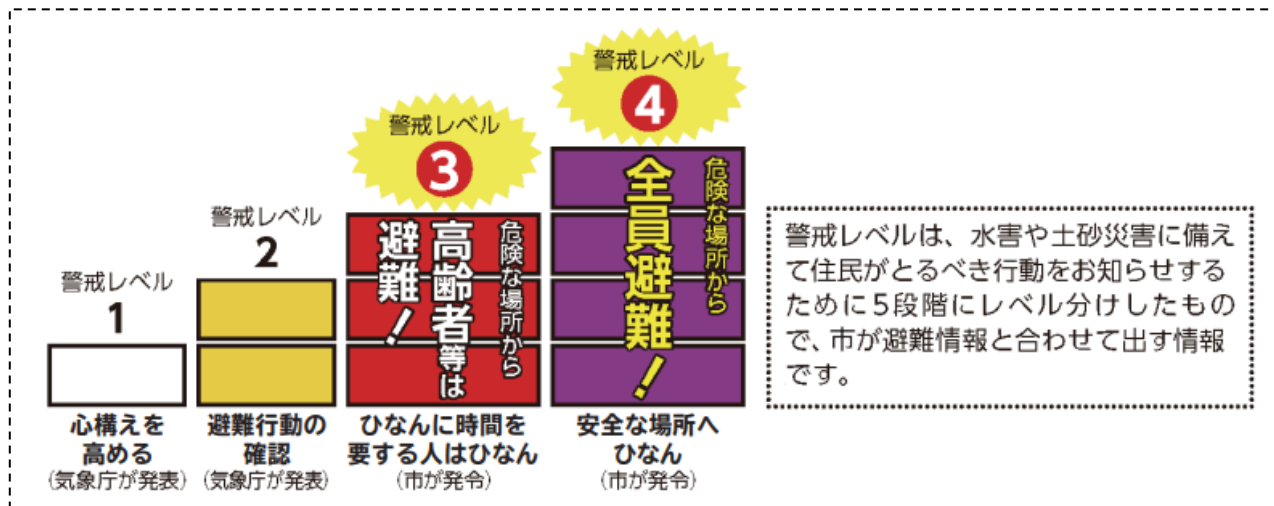 警戒レベル
1
心構えを
高める
(気象庁が発表)
警戒レベル
2
避難行動の
確認
(気象庁が発表)
警戒レベル
3
危険な場所から
高齢者等は
避難!
ひなんに時間を
要する人はひなん
(市が発令)
警戒レベル
4
危険な場所から
全員避難!
安全な場所へ
ひなん
(市が発令)
警戒レベルは、水害や土砂災害に備え
て住民がとるべき行動をお知らせする
ために5段階にレベル分けしたもの
で、市が避難情報と合わせて出す情報
です。